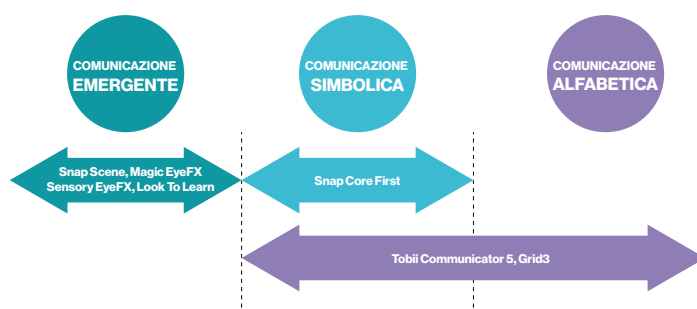 COMUNICAZIONE
EMERGENTE
COMUNICAZIONE
SIMBOLICA
COMUNICAZIONE
ALFABETICA
Snap Scene, Magic EyeFX
Sensory EyeFX, Look To Learn
Snap Core First
Tobii Communicator 5, Grid3